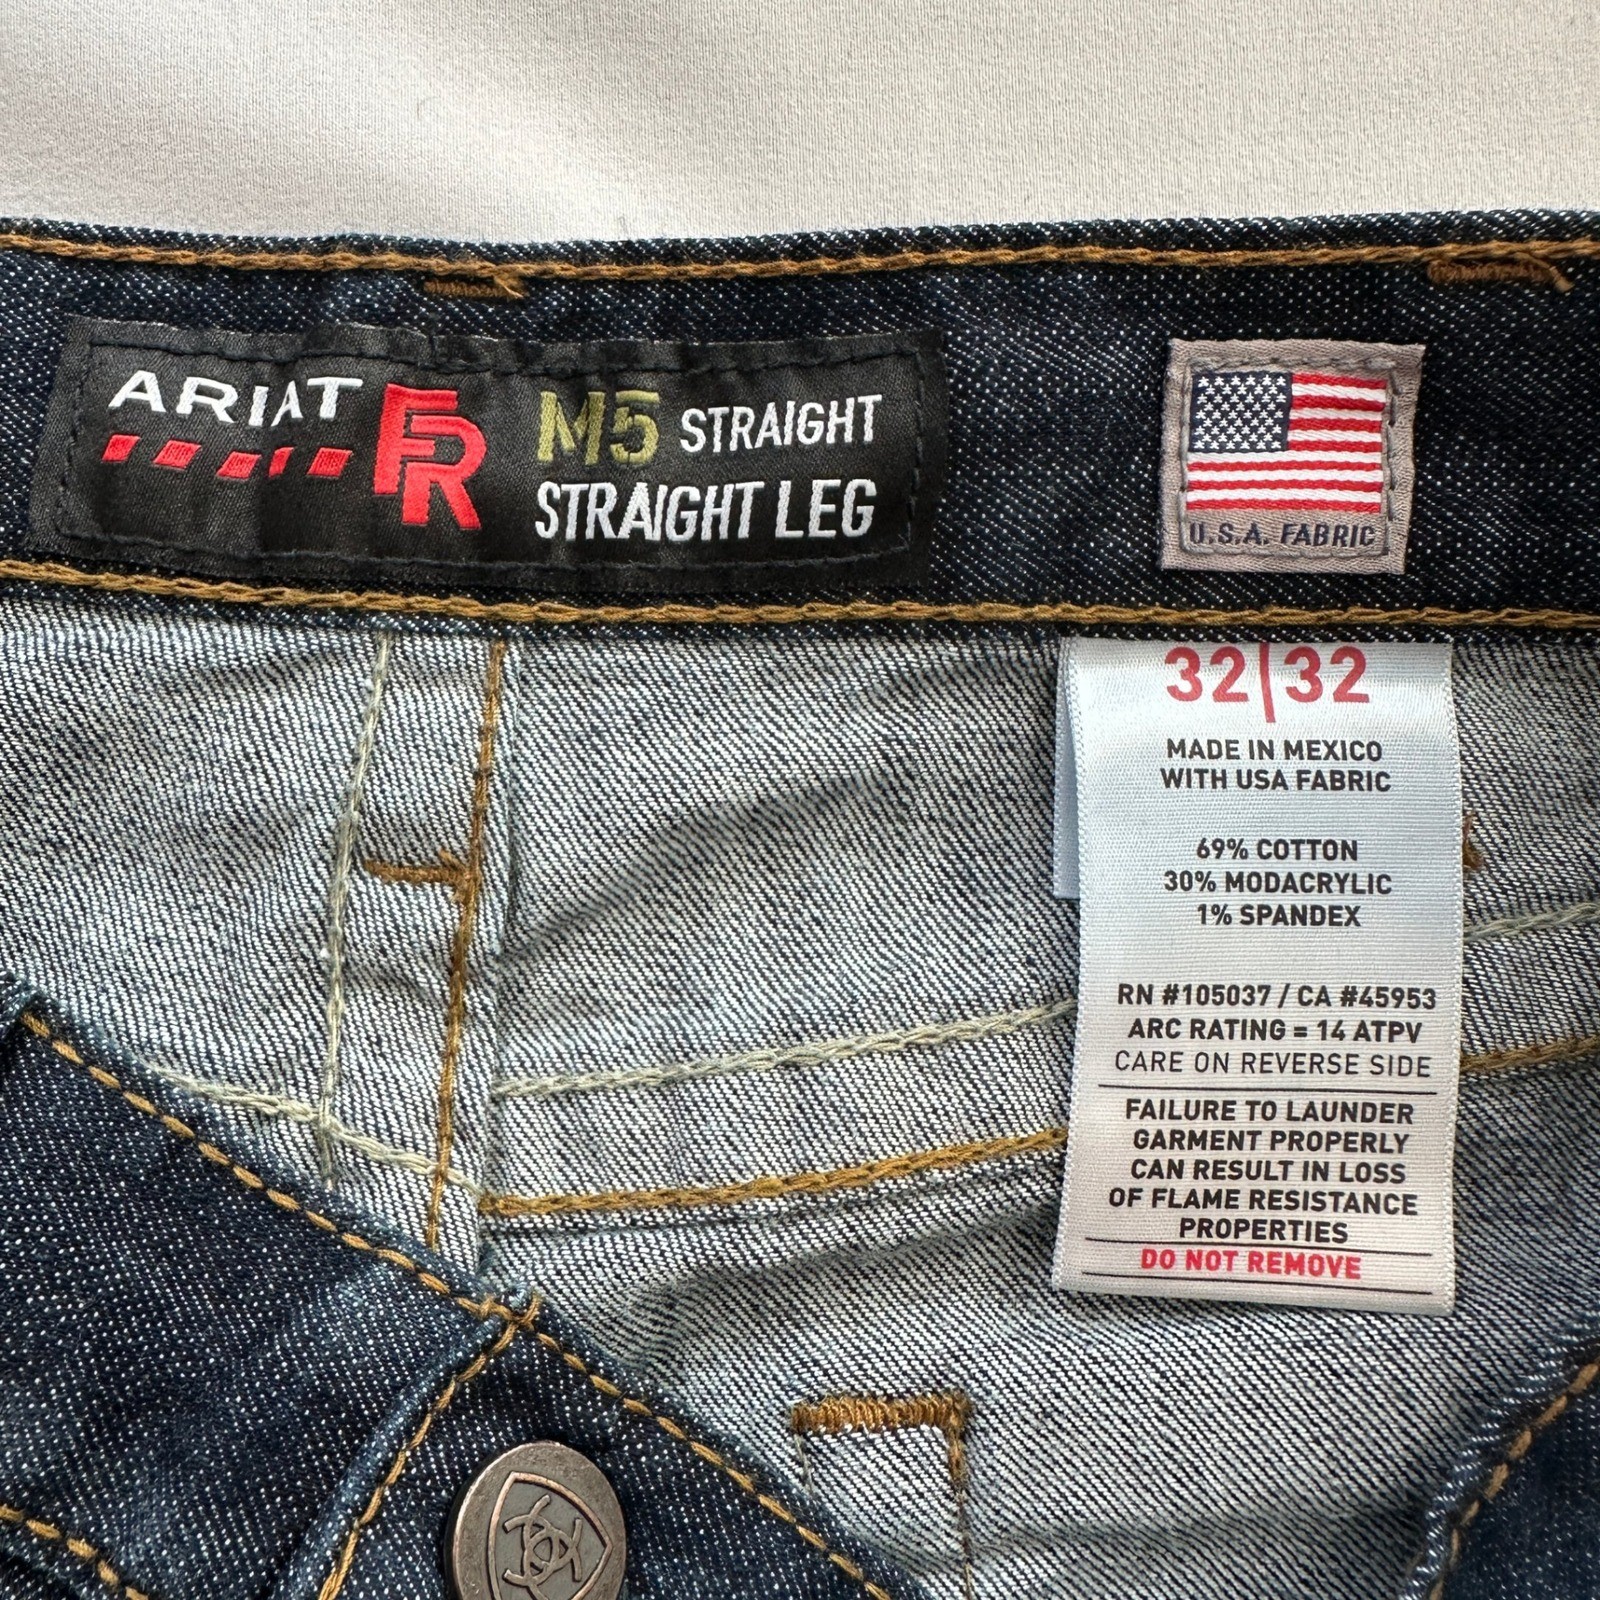 ARIAT FR M5 STRAIGHT
STRAIGHT LEG
U.S.A. FABRIC
32|32
MADE IN MEXICO
WITH USA FABRIC
69% COTTON
30% MODACRYLIC
1% SPANDEX
RN #105037 / CA #45953
ARC RATING = 14 ATPV
CARE ON REVERSE SIDE
FAILURE TO LAUNDER
GARMENT PROPERLY
CAN RESULT IN LOSS
OF FLAME RESISTANCE
PROPERTIES
DO NOT REMOVE